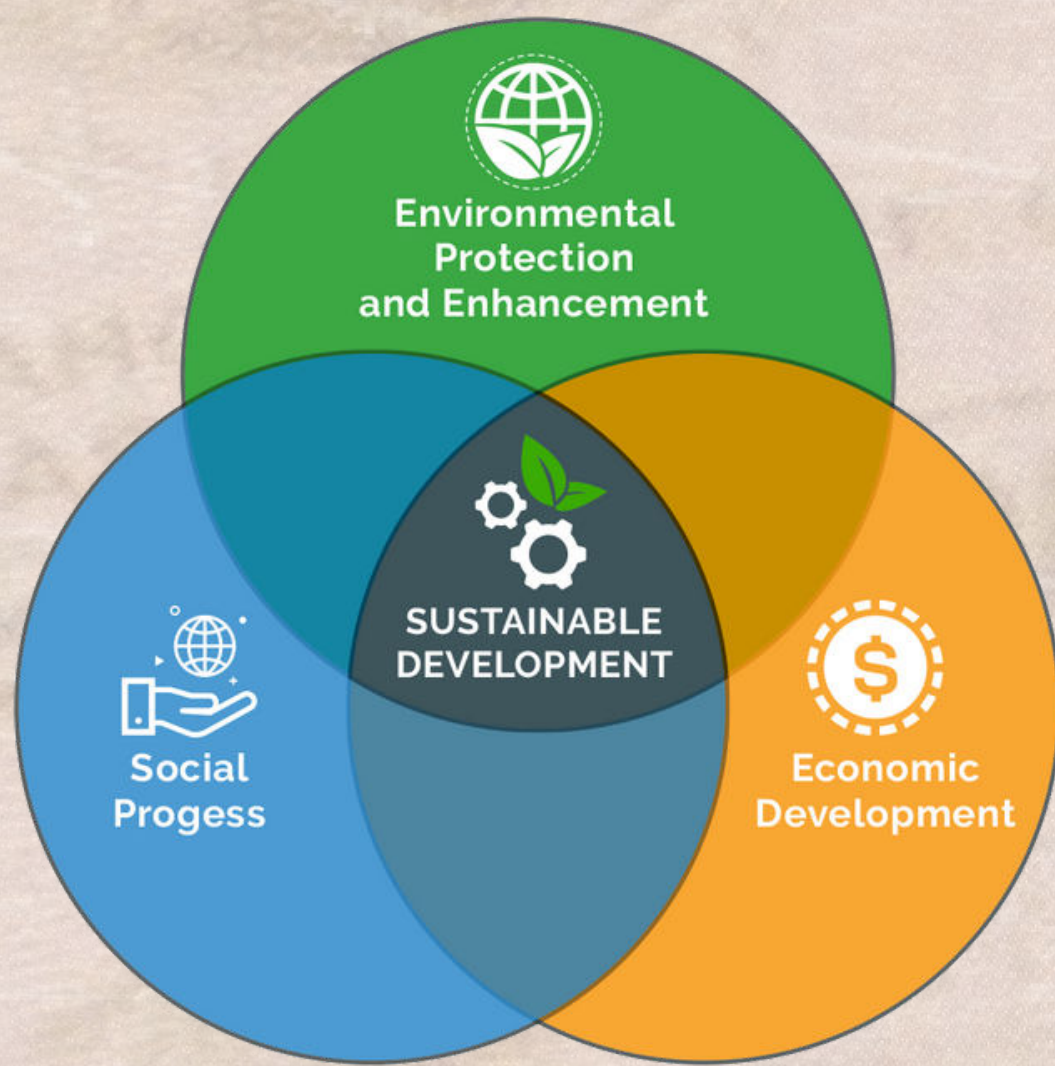 Environmental
Protection
and Enhancement
SUSTAINABLE
DEVELOPMENT
$
Social
Progess
Economic
Development